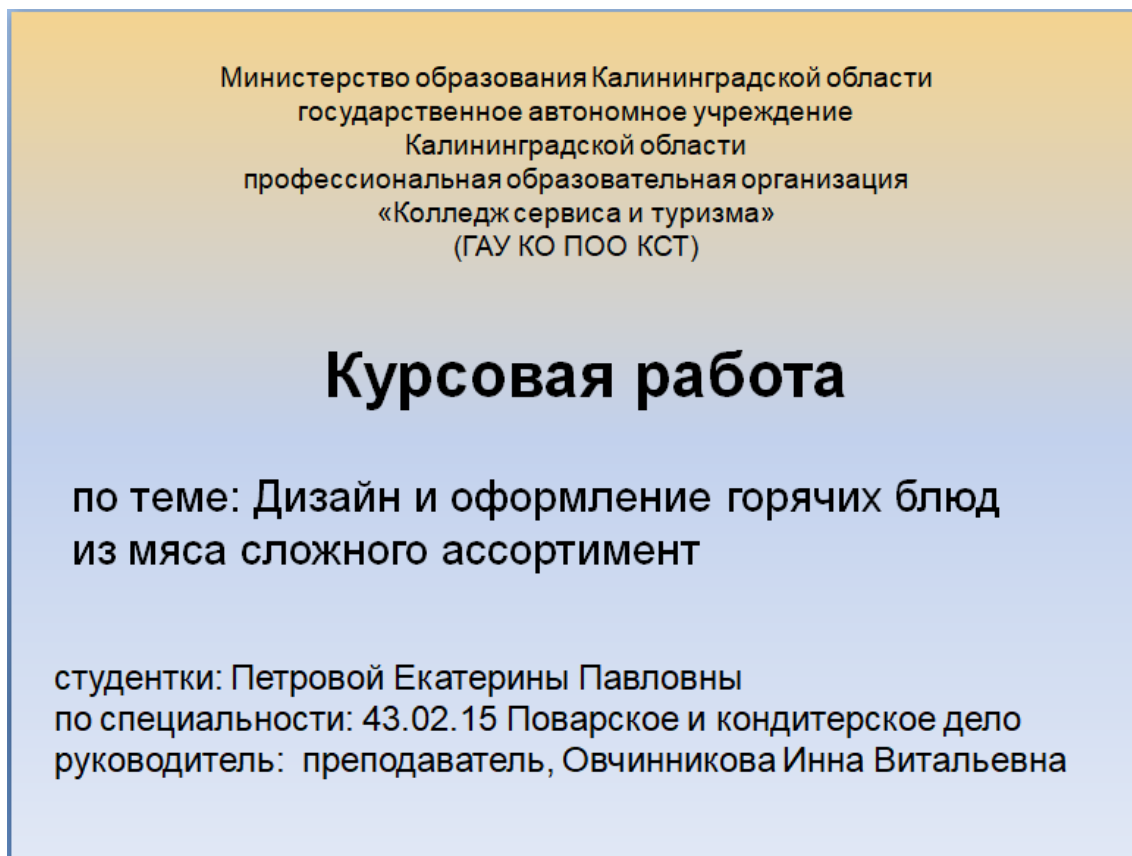 Министерство образования Калининградской области
государственное автономное учреждение
Калининградской области
профессиональная образовательная организация
«Колледж сервиса и туризма»
(ГАУ КО ПОО КСТ)
Курсовая работа
по теме: Дизайн и оформление горячих блюд
из мяса сложного ассортимент
студентки: Петровой Екатерины Павловны
по специальности: 43.02.15 Поварское и кондитерское дело
руководитель: преподаватель, Овчинникова Инна Витальевна